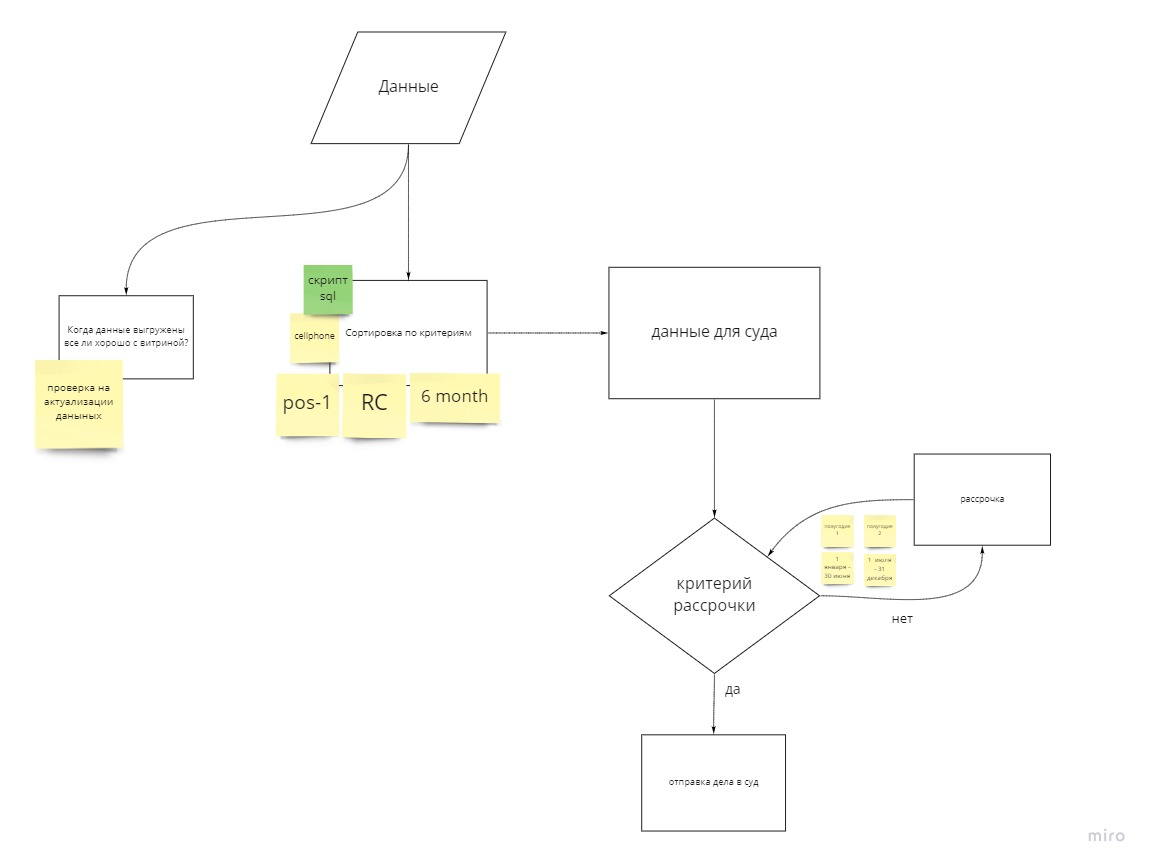 Данные
Когда данные выгружены
все ли хорошо с витриной?
проверка на
актуализации
даныных
скрипт
sql
cellphone
Сортировка по критериям
pos-1
RC
6 month
данные для суда
рассрочка
полугодие
1
полугодие
2
1
января -
30 июня
1 июля
- 31
декабря
критерий
рассрочки
нет
да
отправка дела в суд
miro